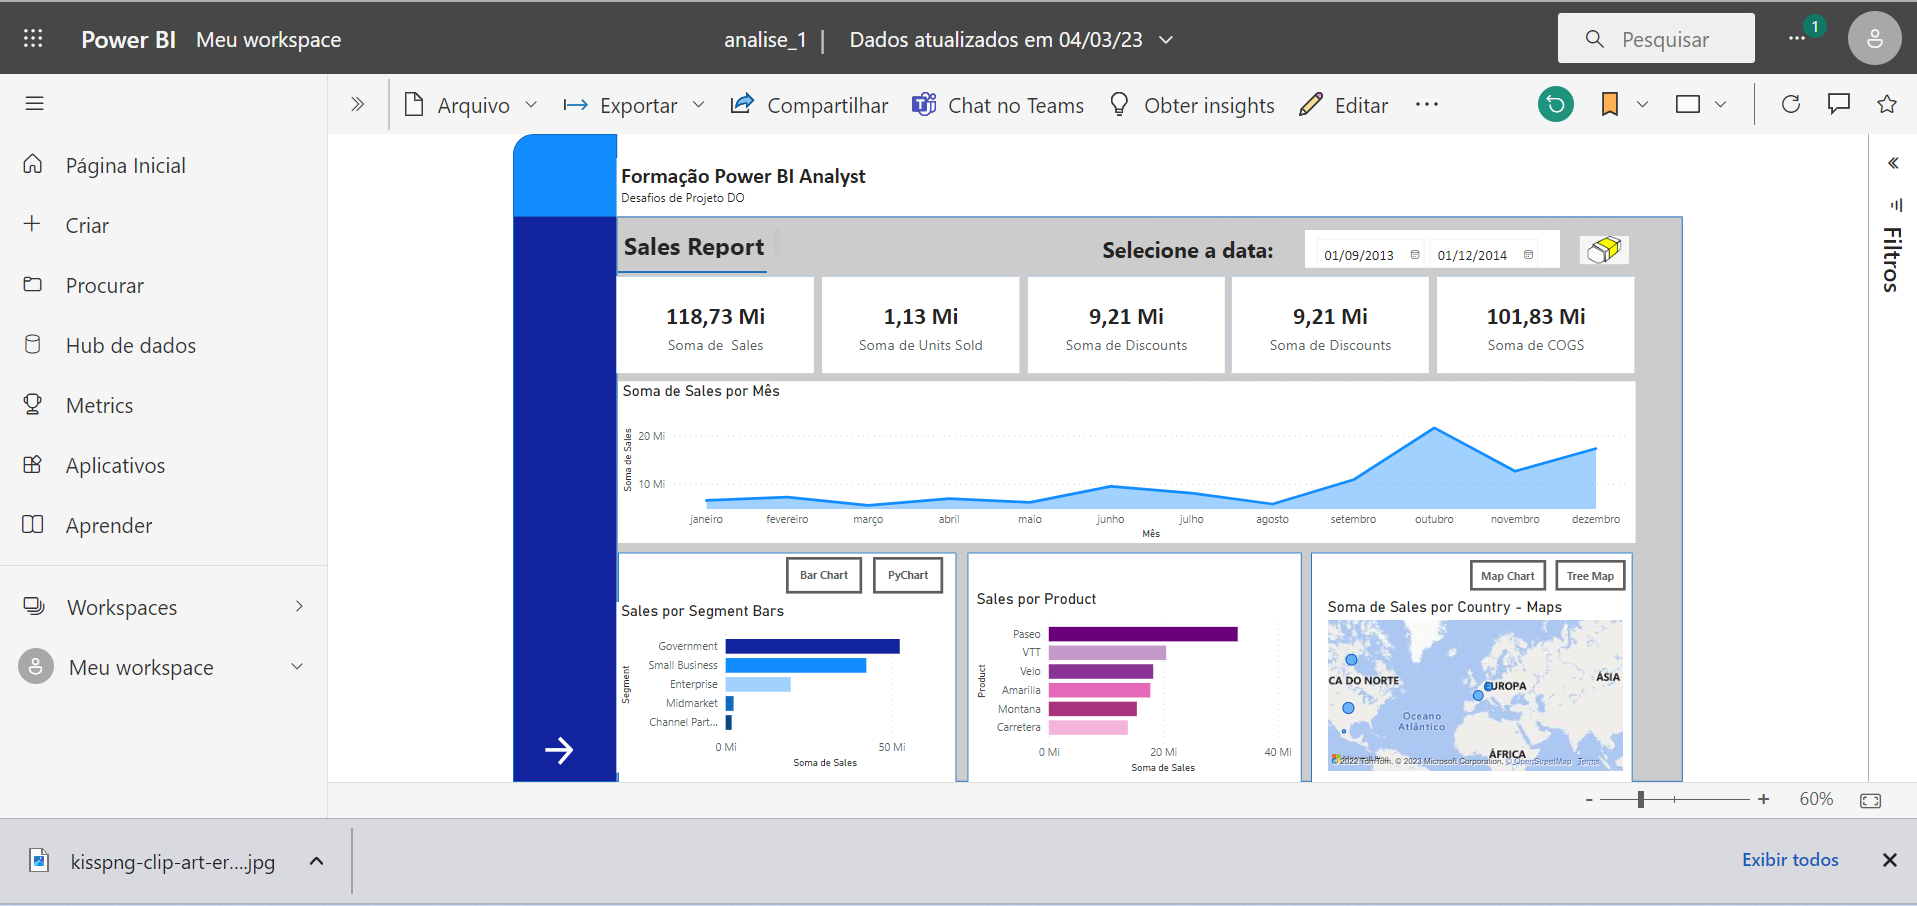 Power BI Meu workspace
analise_1 | Dados atualizados em 04/03/23
Pesquisar
1
Arquivo
Exportar
Compartilhar
Chat no Teams
Obter insights
Editar
Página Inicial
Criar
Procurar
Hub de dados
Metrics
Aplicativos
Aprender
Workspaces
Meu workspace
Filtros
Formação Power BI Analyst
Desafios de Projeto DO
Sales Report
Selecione a data:
01/09/2013
01/12/2014
118,73 Mi
Soma de Sales
1,13 Mi
Soma de Units Sold
9,21 Mi
Soma de Discounts
9,21 Mi
Soma de Discounts
101,83 Mi
Soma de COGS
Soma de Sales por Mês
Soma de Sales
20 Mi
10 Mi
janeiro fevereiro março abril maio junho julho agosto setembro outubro novembro dezembro
Mês
Bar Chart
PyChart
Sales por Segment Bars
Segment
Government
Small Business
Enterprise
Midmarket
Channel Part...
0 Mi 50 Mi
Soma de Sales
Sales por Product
Product
Paseo
VTT
Velo
Amarilla
Montana
Carretera
0 Mi 20 Mi 40 Mi
Soma de Sales
Map Chart
Tree Map
Soma de Sales por Country - Maps
CA DO NORTE
EUROPA
ÁSIA
Oceano
Atlântico
ÁFRICA
© 2022 TomTom, © 2023 Microsoft Corporation, © OpenStreetMap Terms
- + 60%
kisspng-clip-art-er....jpg
Exibir todos